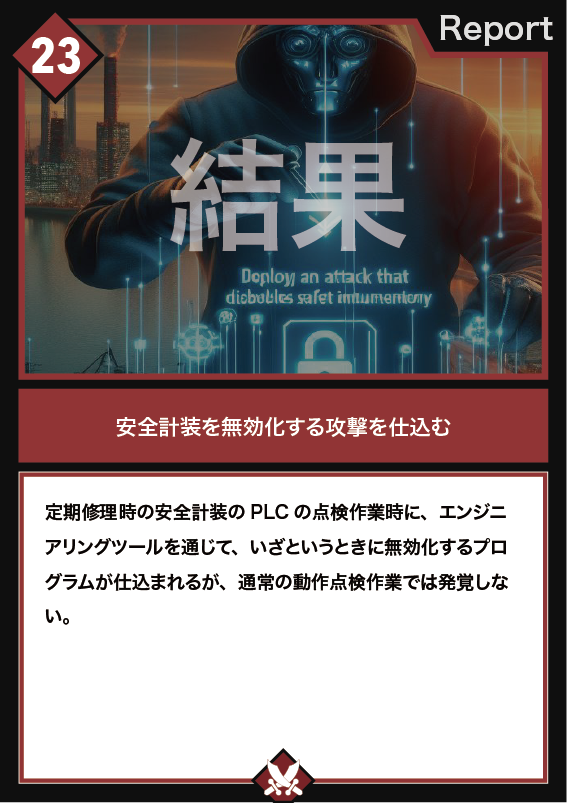 Report
23
結果
Deploy an attack that
安全計装を無効化する攻撃を仕込む
定期修理時の安全計装の PLC の点検作業時に、エンジニ
アリングツールを通じて、いざというときに無効化するプロ
グラムが仕込まれるが、通常の動作点検作業では発覚しな
い。